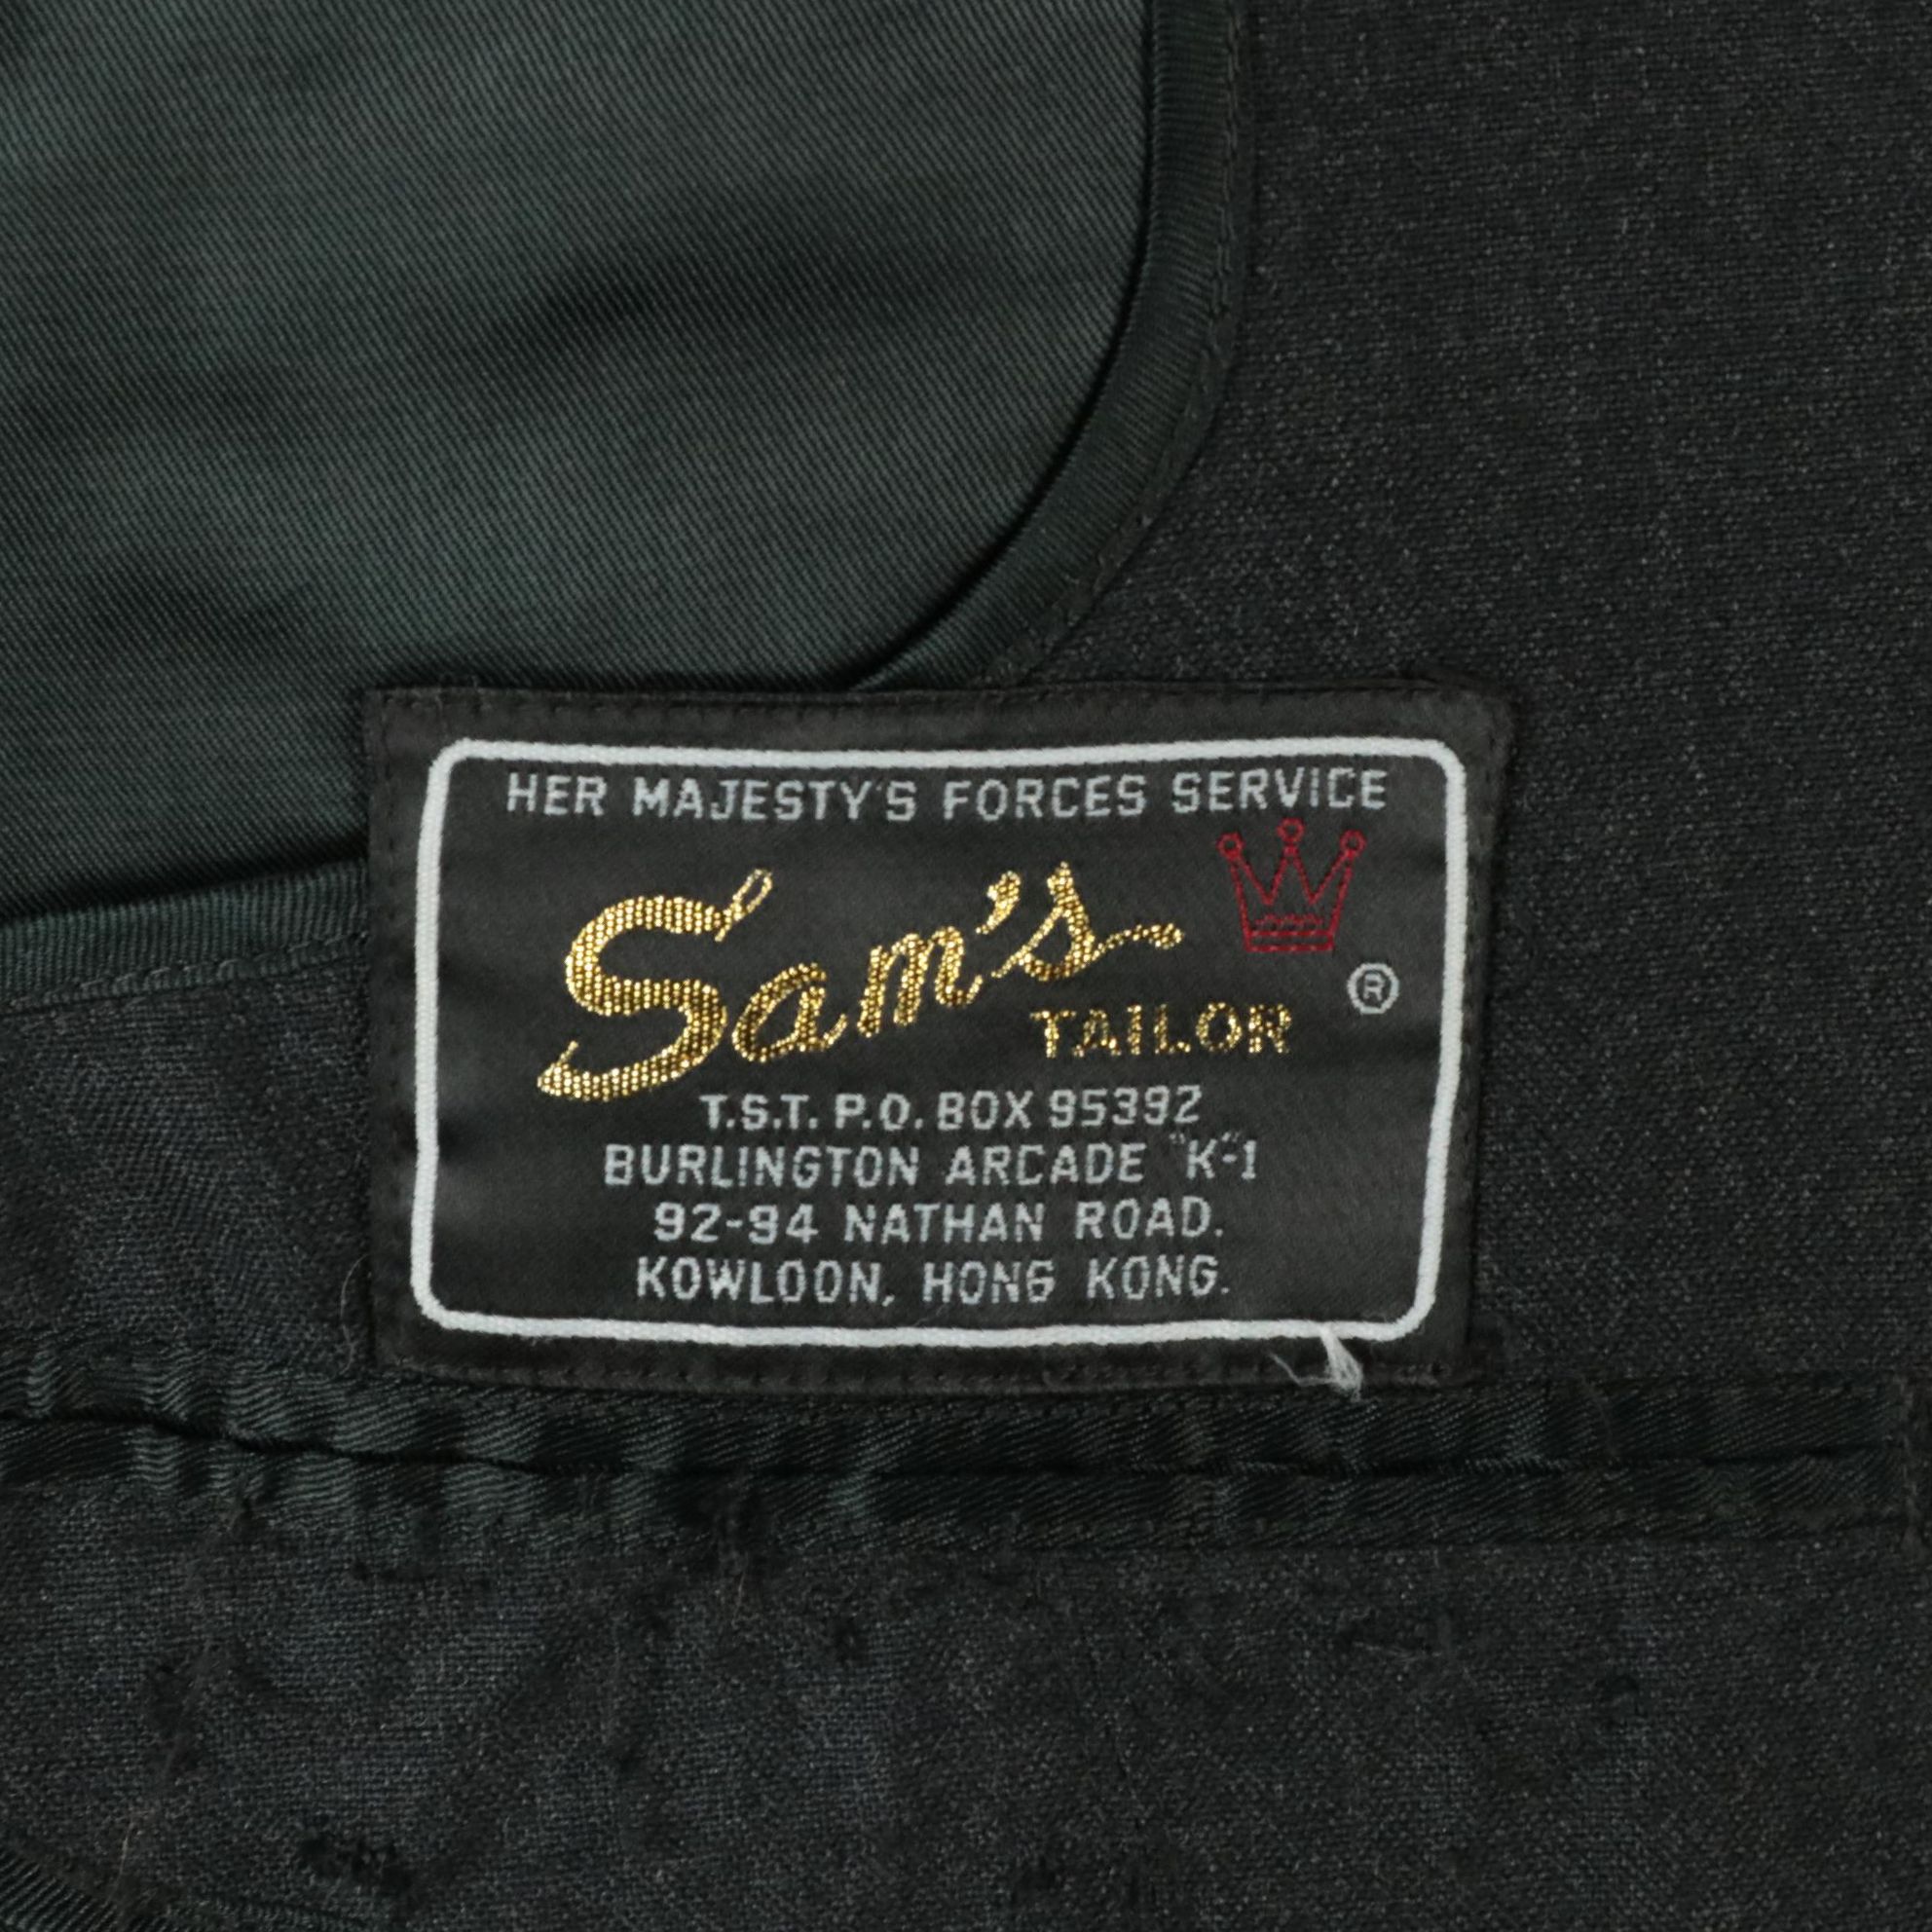 HER MAJESTY'S FORCES SERVICE
Sam's
TAILOR
®
T.S.T. P.O. BOX 95392
BURLINGTON ARCADE "K"-1
92-94 NATHAN ROAD.
KOWLOON, HONG KONG.